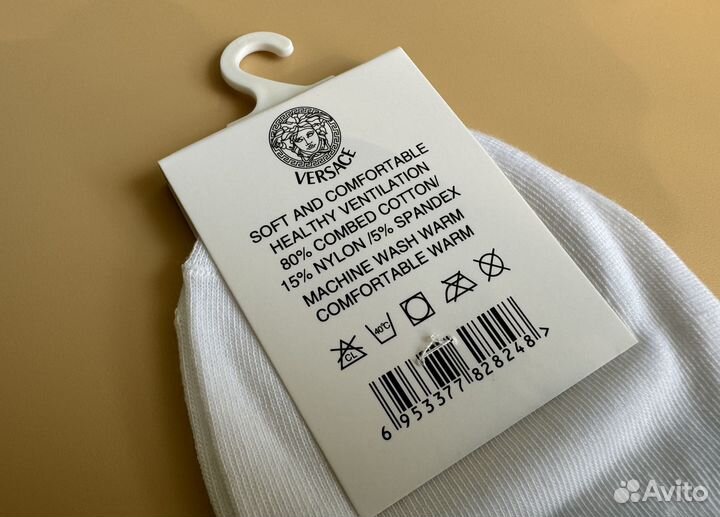 VERSACE
SOFT AND COMFORTABLE
HEALTHY VENTILATION
80% COMBED COTTON/
15% NYLON /5% SPANDEX
MACHINE WASH WARM
COMFORTABLE WARM
CL 40°C
6 953377 828248 >
Avito